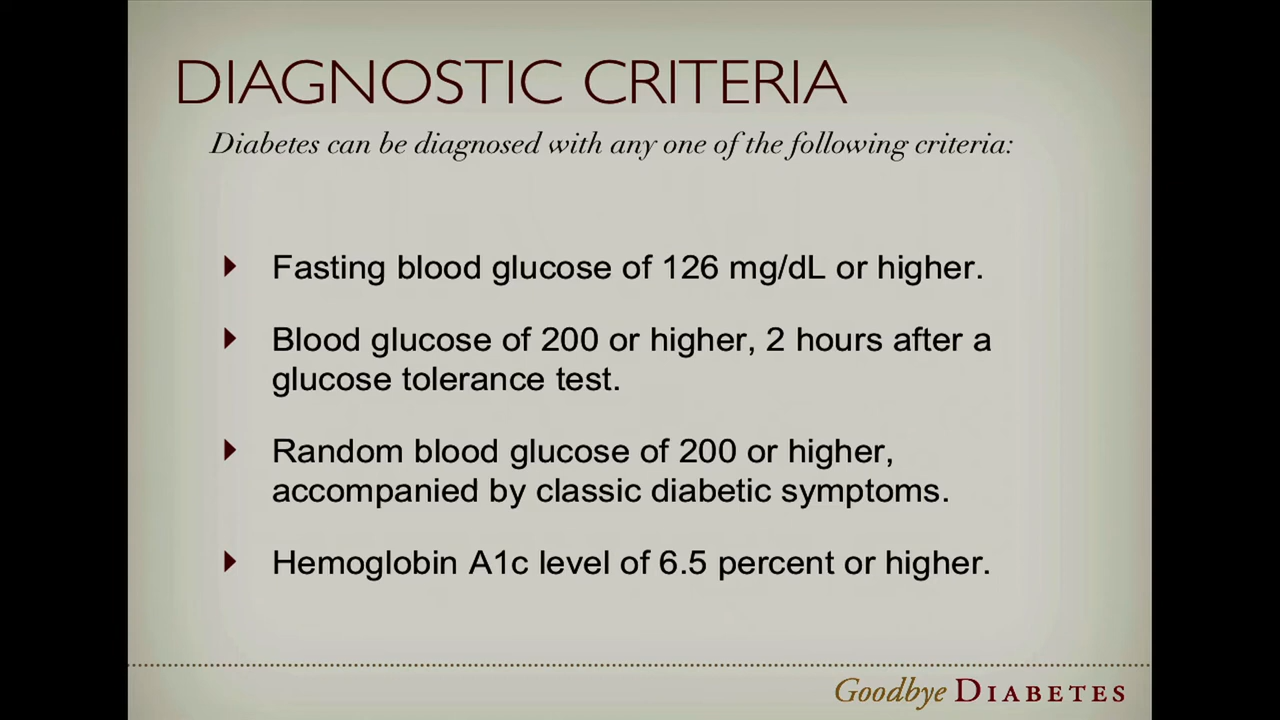 DIAGNOSTIC CRITERIA
Diabetes can be diagnosed with any one of the following criteria:
Fasting blood glucose of 126 mg/dL or higher.
Blood glucose of 200 or higher, 2 hours after a
glucose tolerance test.
Random blood glucose of 200 or higher,
accompanied by classic diabetic symptoms.
Hemoglobin A1c level of 6.5 percent or higher.
Goodbye DIABETES